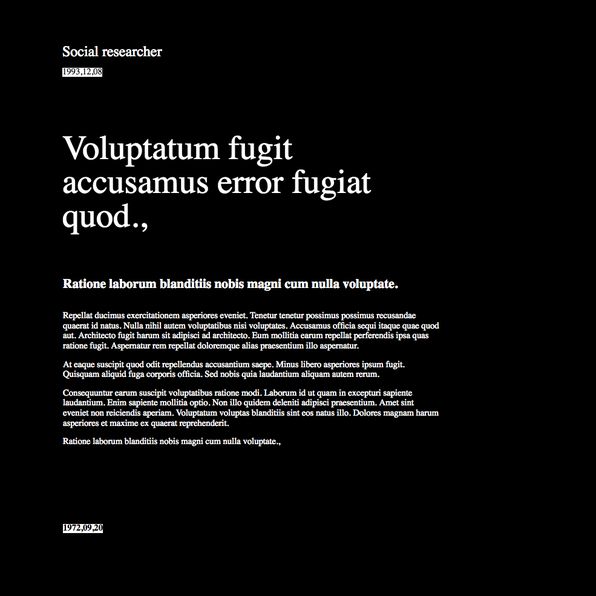 Social researcher
1993,12,08
Voluptatum fugit
accusamus error fugiat
quod.,
Ratione laborum blanditiis nobis magni cum nulla voluptate.
Repellat ducimus exercitationem asperiores eveniet. Tenetur tenetur possimus possimus recusandae
quaerat id natus. Nulla nihil autem voluptatibus nisi voluptates. Accusamus officia sequi itaque quae quod
aut. Architecto fugit harum sit adipisci ad architecto. Eum mollitia earum repellat perferendis ipsa quas
ratione fugit. Aspernatur rem repellat doloremque alias praesentium illo aspernatur.
At eaque suscipit quod odit repellendus accusantium saepe. Minus libero asperiores ipsum fugit.
Quisquam aliquid fuga corporis officia. Sed nobis quia laudantium aliquam autem rerum.
Consequuntur earum suscipit voluptatibus ratione modi. Laborum id ut quam in excepturi sapiente
laudantium. Enim sapiente mollitia optio. Non illo quidem deleniti adipisci praesentium. Amet sint
eveniet non reiciendis aperiam. Voluptatum voluptas blanditiis sint eos natus illo. Dolores magnam harum
asperiores et maxime ex quaerat reprehenderit.
Ratione laborum blanditiis nobis magni cum nulla voluptate.,
1972,09,20